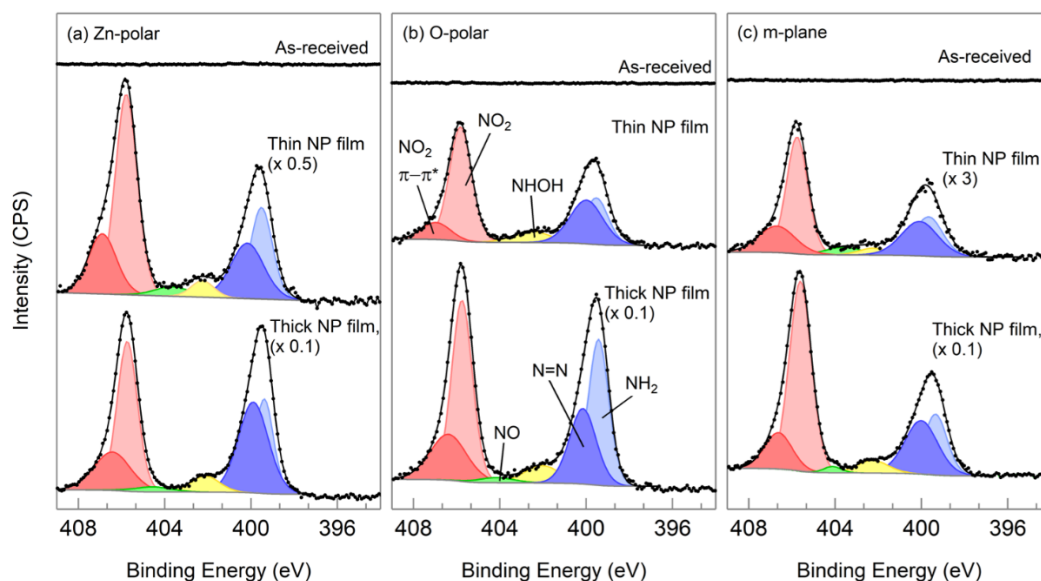 (a) Zn-polar
As-received
Thin NP film
(x 0.5)
Thick NP film,
(x 0.1)
(b) O-polar
As-received
Thin NP film
NO2
NO2
π−π*
NHOH
Thick NP film
(x 0.1)
N=N
NH2
NO
(c) m-plane
As-received
Thin NP film
(x 3)
Thick NP film,
(x 0.1)
Intensity (CPS)
408 404 400 396
408 404 400 396
408 404 400 396
Binding Energy (eV)
Binding Energy (eV)
Binding Energy (eV)